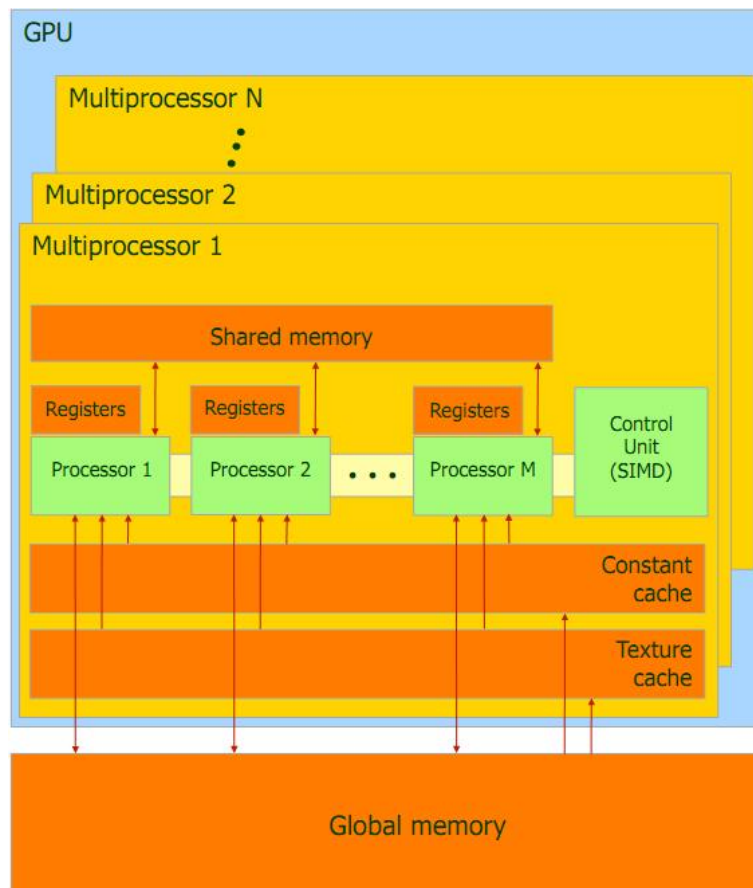 GPU
Multiprocessor N
Multiprocessor 2
Multiprocessor 1
Shared memory
Registers
Registers
Registers
Processor 1
Processor 2
Processor M
Control
Unit
(SIMD)
Constant
cache
Texture
cache
Global memory